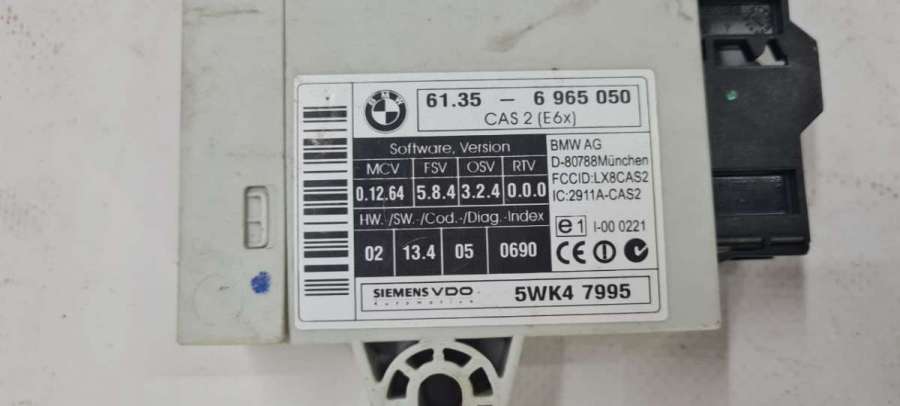 BMW
61.35 - 6 965 050
CAS 2 (E6x)
Software, Version
MCV FSV OSV RTV
0.12.64 5.8.4 3.2.4 0.0.0
HW. /SW.-/Cod.-/Diag.-Index
02 13.4 05 0690
BMW AG
D-80788München
FCCID:LX8CAS2
IC:2911A-CAS2
e1 I-00 0221
CE
SIEMENS VDO
Automotive
5WK4 7995